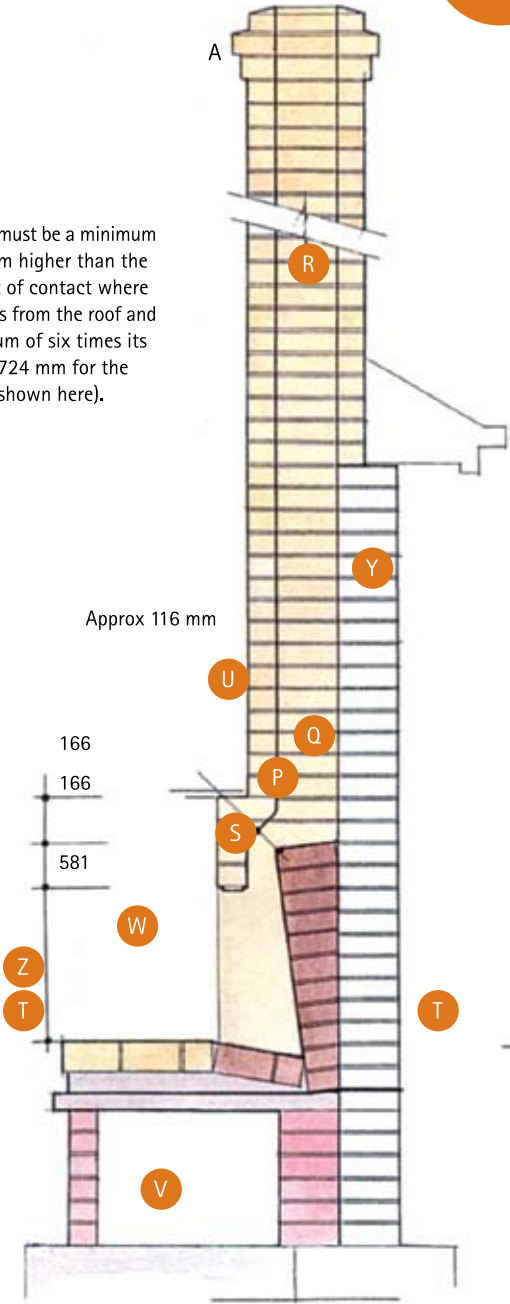 A
must be a minimum
m higher than the
of contact where
s from the roof and
um of six times its
724 mm for the
shown here).
R
Y
Approx 116 mm
U
Q
166
P
166
S
581
W
Z
T
T
V